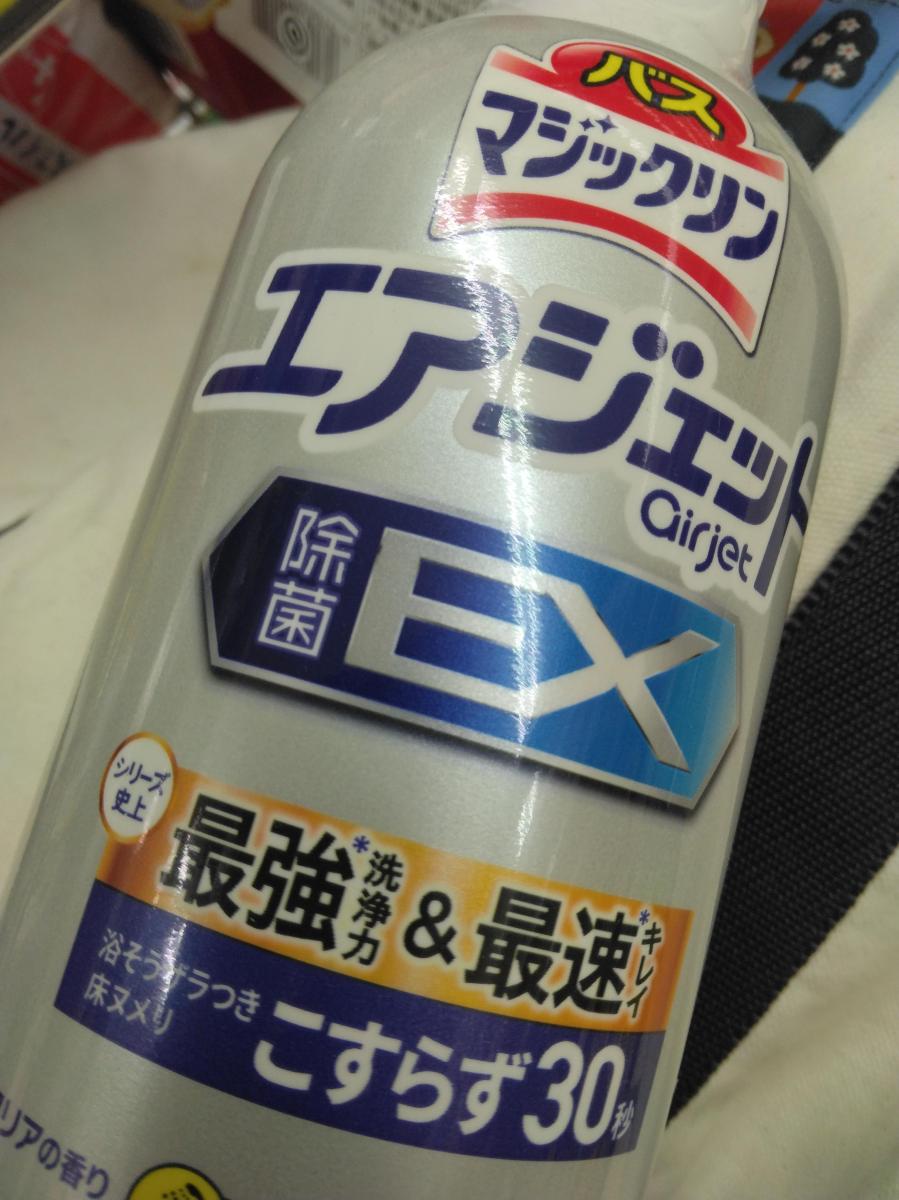 バス
マジックリン
エアジェット
airjet
除菌
EX
シリーズ
史上
最強*洗浄力&最速*キレイ
浴そうザラつき
床ヌメリ
こすらず30秒
リアの香り